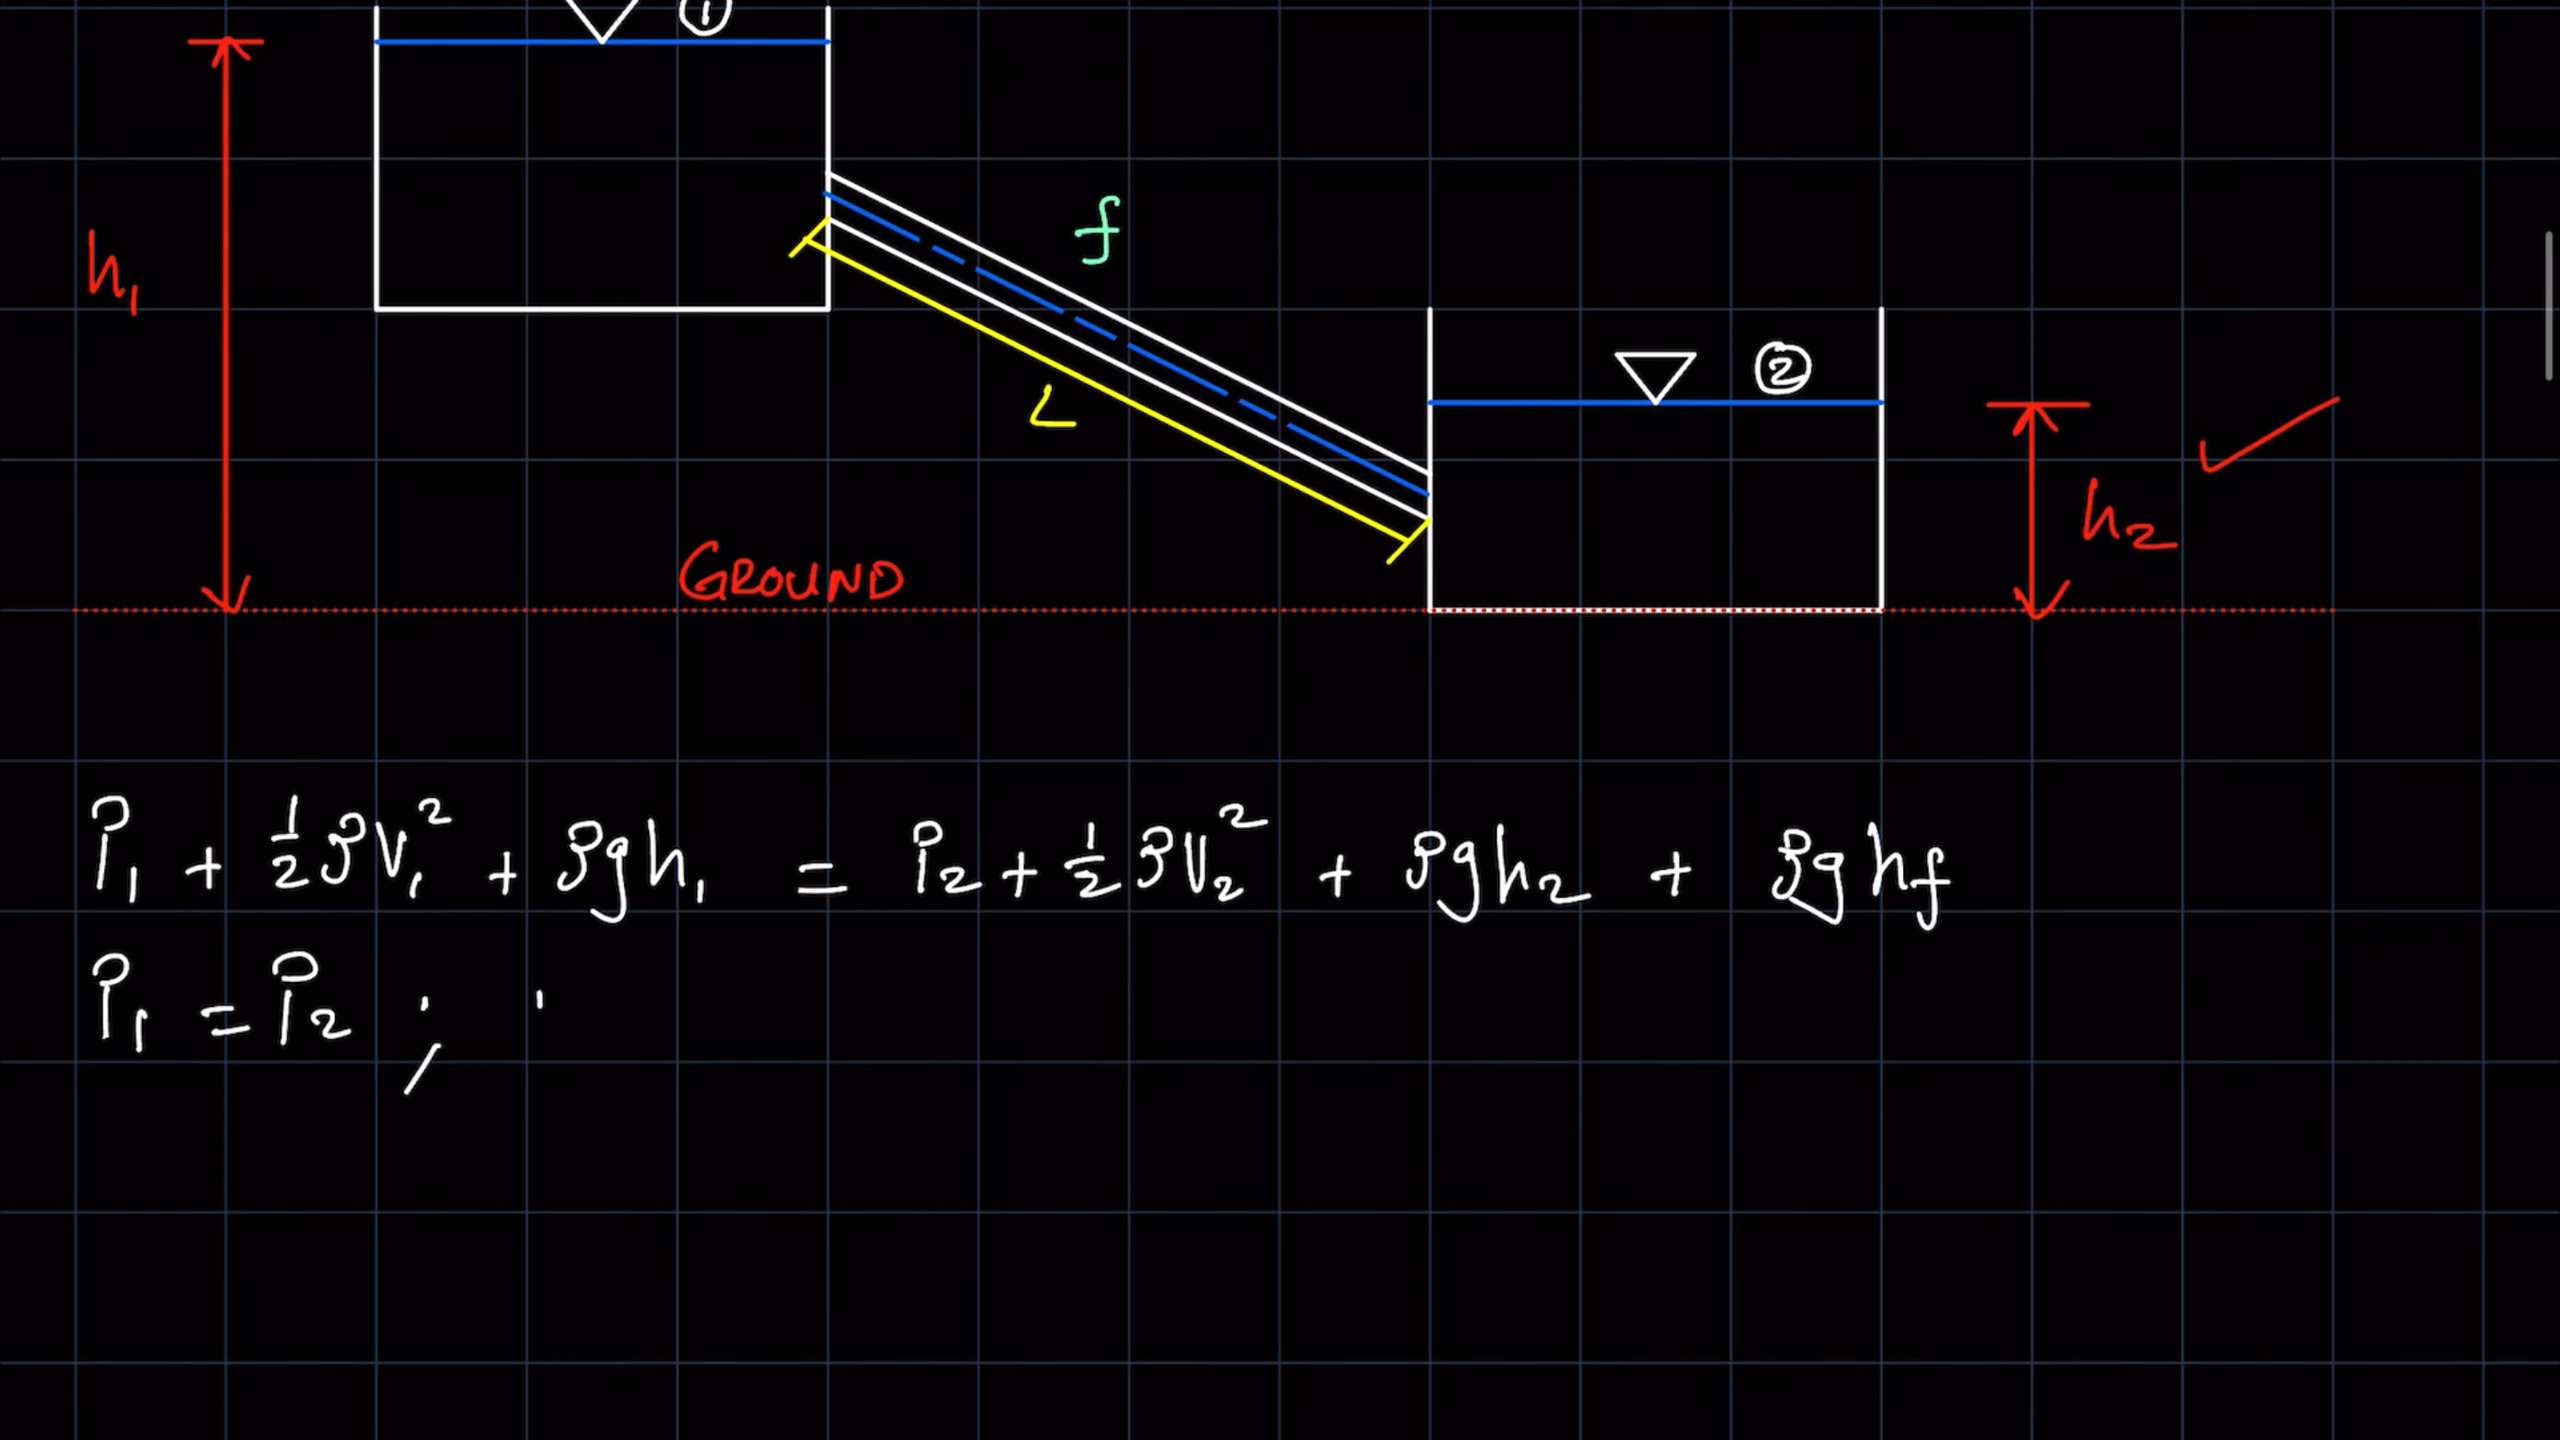 ①
h₁
f
L
②
h₂
GROUND
P₁ + ½ρV₁² + ρgh₁ = P₂ + ½ρV₂² + ρgh₂ + ρghf
P₁ = P₂ ;